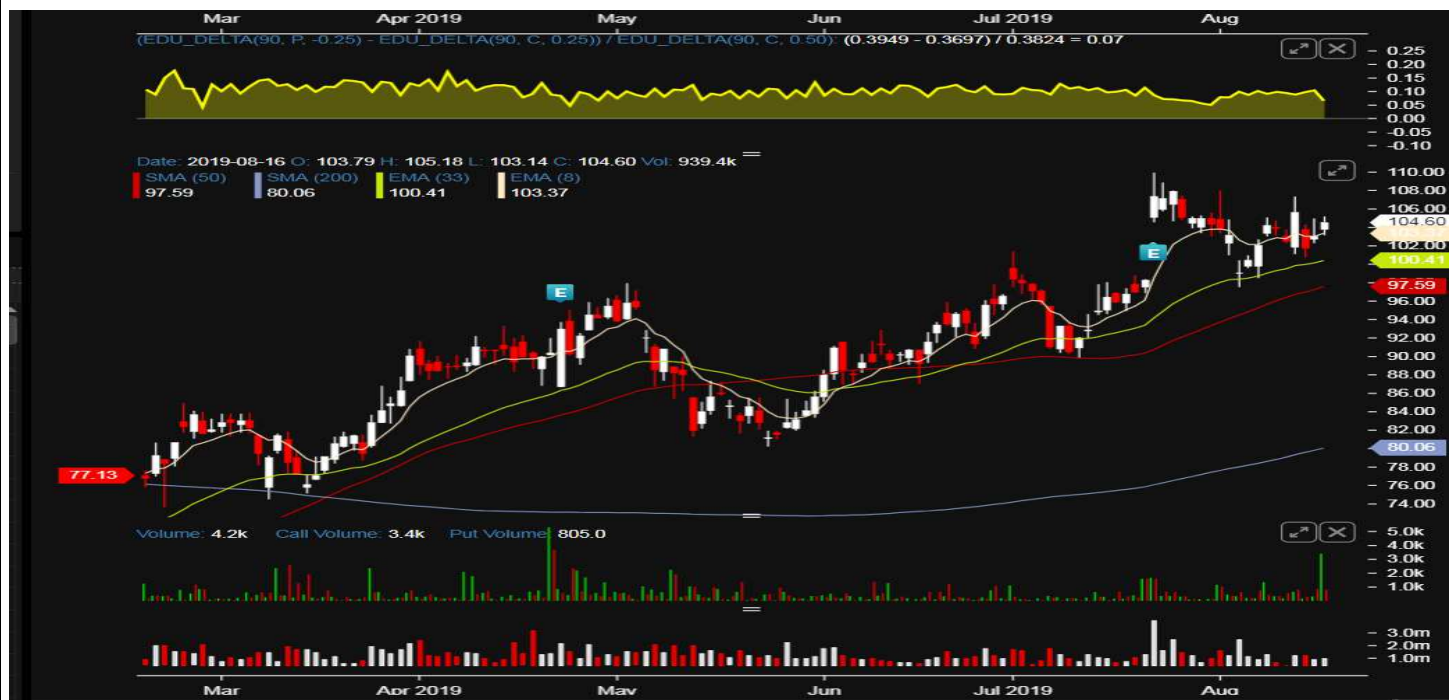 Mar Apr 2019 May Jun Jul 2019 Aug
(EDU_DELTA(90, P, -0.25) - EDU_DELTA(90, C, 0.25)) / EDU_DELTA(90, C, 0.50): (0.3949 - 0.3697) / 0.3824 = 0.07
0.25
0.20
0.15
0.10
0.05
0.00
-0.05
-0.10
Date: 2019-08-16 O: 103.79 H: 105.18 L: 103.14 C: 104.60 Vol: 939.4k
SMA (50) SMA (200) EMA (33) EMA (8)
97.59 80.06 100.41 103.37
110.00
108.00
106.00
104.60
103.37
102.00
100.41
97.59
96.00
94.00
92.00
90.00
88.00
86.00
84.00
82.00
80.06
78.00
76.00
74.00
E
E
77.13
Volume: 4.2k Call Volume: 3.4k Put Volume: 805.0
5.0k
4.0k
3.0k
2.0k
1.0k
3.0m
2.0m
1.0m
Mar Apr 2019 May Jun Jul 2019 Aug